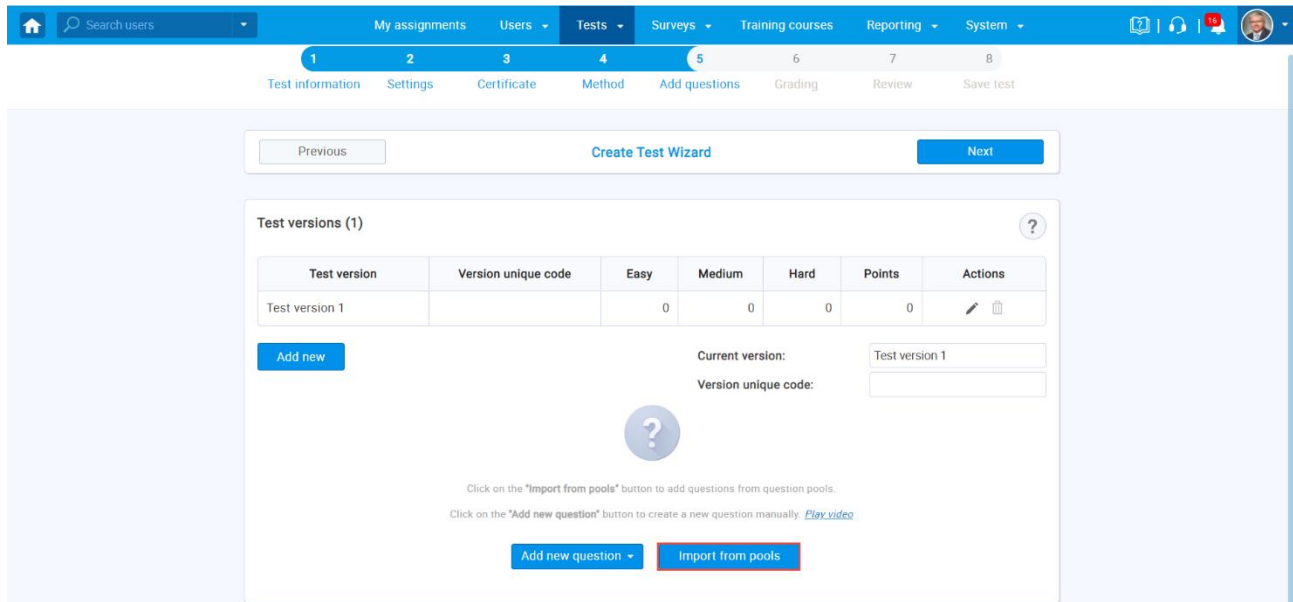 Search users My assignments Users Tests Surveys Training courses Reporting System 16
1 2 3 4 5 6 7 8
Test information Settings Certificate Method Add questions Grading Review Save test
Previous Create Test Wizard Next
Test versions (1) ?
Test version Version unique code Easy Medium Hard Points Actions
Test version 1 0 0 0 0
Add new Current version: Test version 1
Version unique code:
?
Click on the "Import from pools" button to add questions from question pools.
Click on the "Add new question" button to create a new question manually. Play video
Add new question Import from pools